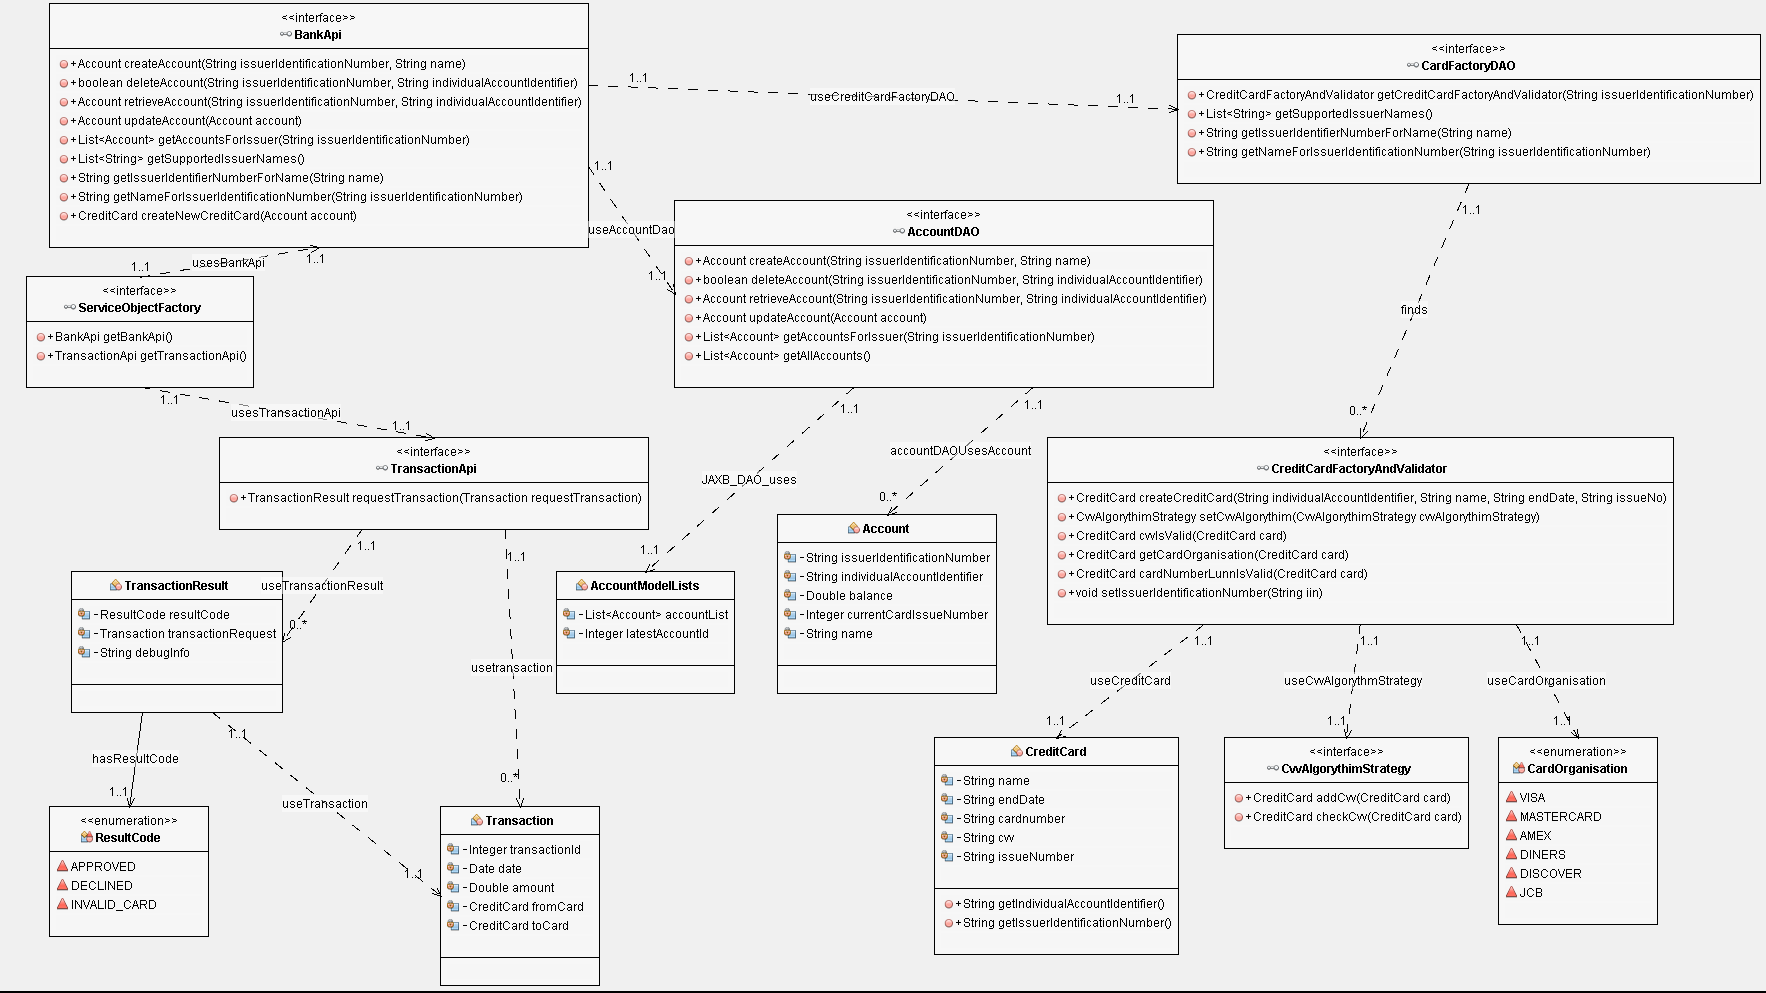 <<interface>>
BankApi
+Account createAccount(String issuerIdentificationNumber, String name)
+boolean deleteAccount(String issuerIdentificationNumber, String individualAccountIdentifier)
+Account retrieveAccount(String issuerIdentificationNumber, String individualAccountIdentifier)
+Account updateAccount(Account account)
+List<Account> getAccountsForIssuer(String issuerIdentificationNumber)
+List<String> getSupportedIssuerNames()
+String getIssuerIdentifierNumberForName(String name)
+String getNameForIssuerIdentificationNumber(String issuerIdentificationNumber)
+CreditCard createNewCreditCard(Account account)
1..1
useCreditCardFactoryDAO
1..1
<<interface>>
CardFactoryDAO
+CreditCardFactoryAndValidator getCreditCardFactoryAndValidator(String issuerIdentificationNumber)
+List<String> getSupportedIssuerNames()
+String getIssuerIdentifierNumberForName(String name)
+String getNameForIssuerIdentificationNumber(String issuerIdentificationNumber)
1..1
useAccountDao
1..1
<<interface>>
AccountDAO
+Account createAccount(String issuerIdentificationNumber, String name)
+boolean deleteAccount(String issuerIdentificationNumber, String individualAccountIdentifier)
+Account retrieveAccount(String issuerIdentificationNumber, String individualAccountIdentifier)
+Account updateAccount(Account account)
+List<Account> getAccountsForIssuer(String issuerIdentificationNumber)
+List<Account> getAllAccounts()
1..1
usesBankApi
1..1
<<interface>>
ServiceObjectFactory
+BankApi getBankApi()
+TransactionApi getTransactionApi()
1..1
usesTransactionApi
1..1
<<interface>>
TransactionApi
+TransactionResult requestTransaction(Transaction requestTransaction)
1..1
finds
0..*
1..1
JAXB_DAO_uses
1..1
1..1
accountDAOUsesAccount
0..*
<<interface>>
CreditCardFactoryAndValidator
+CreditCard createCreditCard(String individualAccountIdentifier, String name, String endDate, String issueNo)
+CvvAlgorythimStrategy setCvvAlgorythim(CvvAlgorythimStrategy cvvAlgorythimStrategy)
+CreditCard cvvIsValid(CreditCard card)
+CreditCard getCardOrganisation(CreditCard card)
+CreditCard cardNumberLunnIsValid(CreditCard card)
+void setIssuerIdentificationNumber(String iin)
1..1
useTransactionResult
0..*
1..1
usetransaction
0..*
TransactionResult
-ResultCode resultCode
-Transaction transactionRequest
-String debugInfo
AccountModelLists
-List<Account> accountList
-Integer latestAccountId
Account
-String issuerIdentificationNumber
-String individualAccountIdentifier
-Double balance
-Integer currentCardIssueNumber
-String name
1..1
useCreditCard
1..1
1..1
useCvvAlgorythmStrategy
1..1
1..1
useCardOrganisation
1..1
hasResultCode
1..1
1..1
useTransaction
1..1
<<enumeration>>
ResultCode
APPROVED
DECLINED
INVALID_CARD
Transaction
-Integer transactionId
-Date date
-Double amount
-CreditCard fromCard
-CreditCard toCard
CreditCard
-String name
-String endDate
-String cardnumber
-String cvv
-String issueNumber
+String getIndividualAccountIdentifier()
+String getIssuerIdentificationNumber()
<<interface>>
CvvAlgorythimStrategy
+CreditCard addCvv(CreditCard card)
+CreditCard checkCvv(CreditCard card)
<<enumeration>>
CardOrganisation
VISA
MASTERCARD
AMEX
DINERS
DISCOVER
JCB